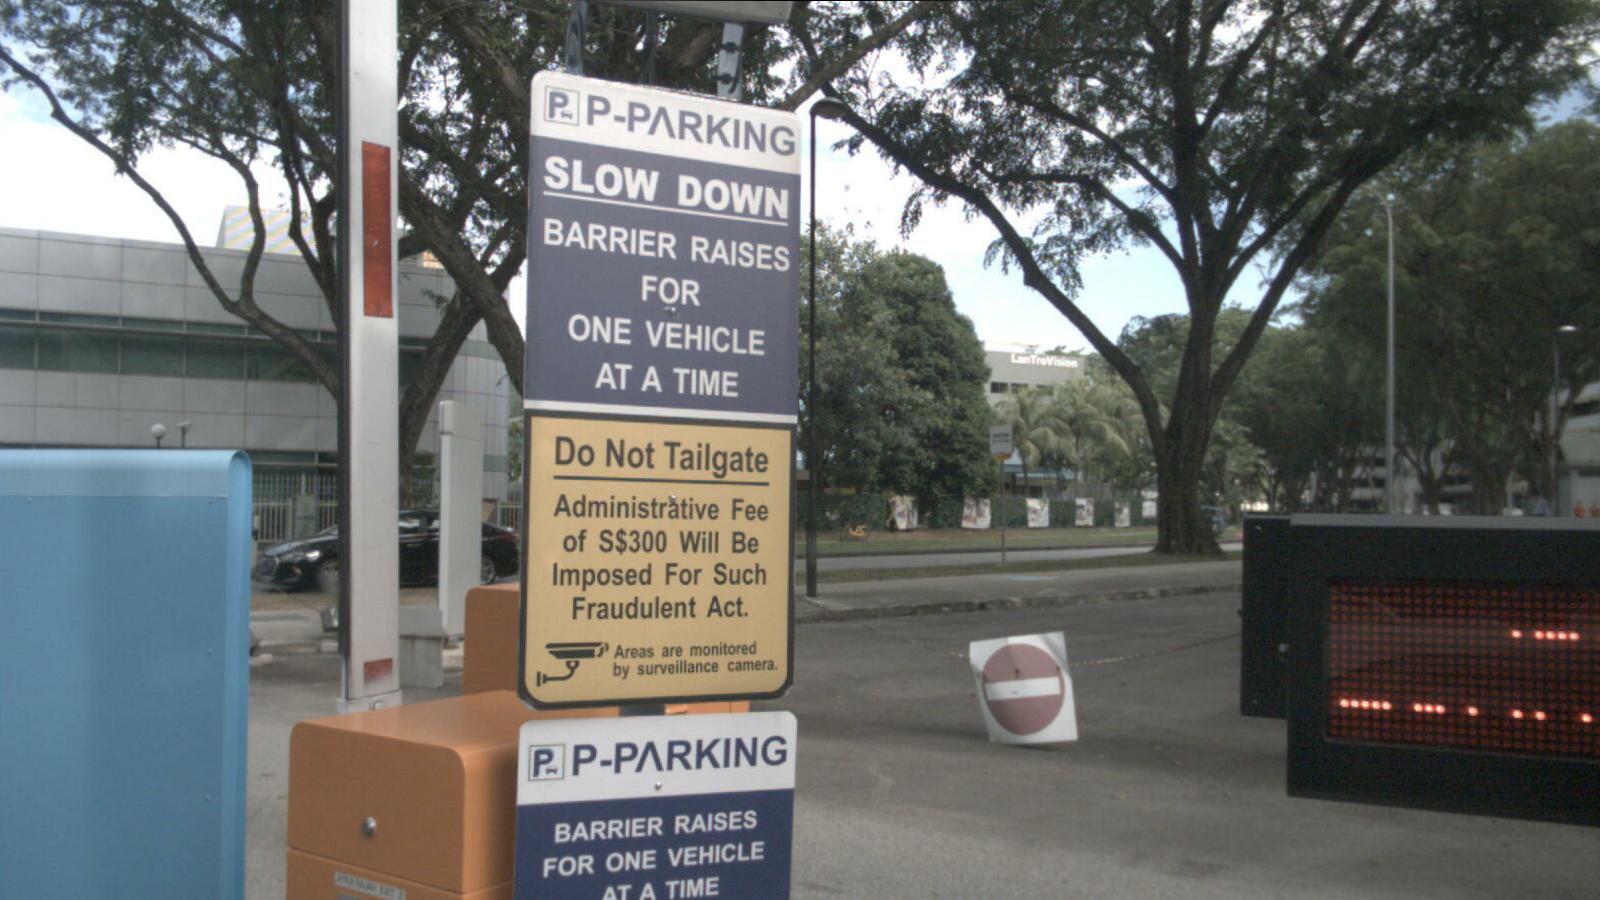 P P-PARKING
SLOW DOWN
BARRIER RAISES
FOR
ONE VEHICLE
AT A TIME
Do Not Tailgate
Administrative Fee
of S$300 Will Be
Imposed For Such
Fraudulent Act.
Areas are monitored
by surveillance camera.
P P-PARKING
BARRIER RAISES
FOR ONE VEHICLE
AT A TIME
LanTroVision